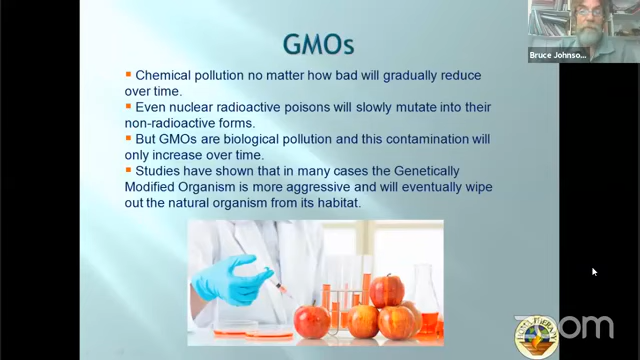 Bruce Johnso...
GMOs
Chemical pollution no matter how bad will gradually reduce
over time.
Even nuclear radioactive poisons will slowly mutate into their
non-radioactive forms.
But GMOs are biological pollution and this contamination will
only increase over time.
Studies have shown that in many cases the Genetically
Modified Organism is more aggressive and will eventually wipe
out the natural organism from its habitat.
zoom